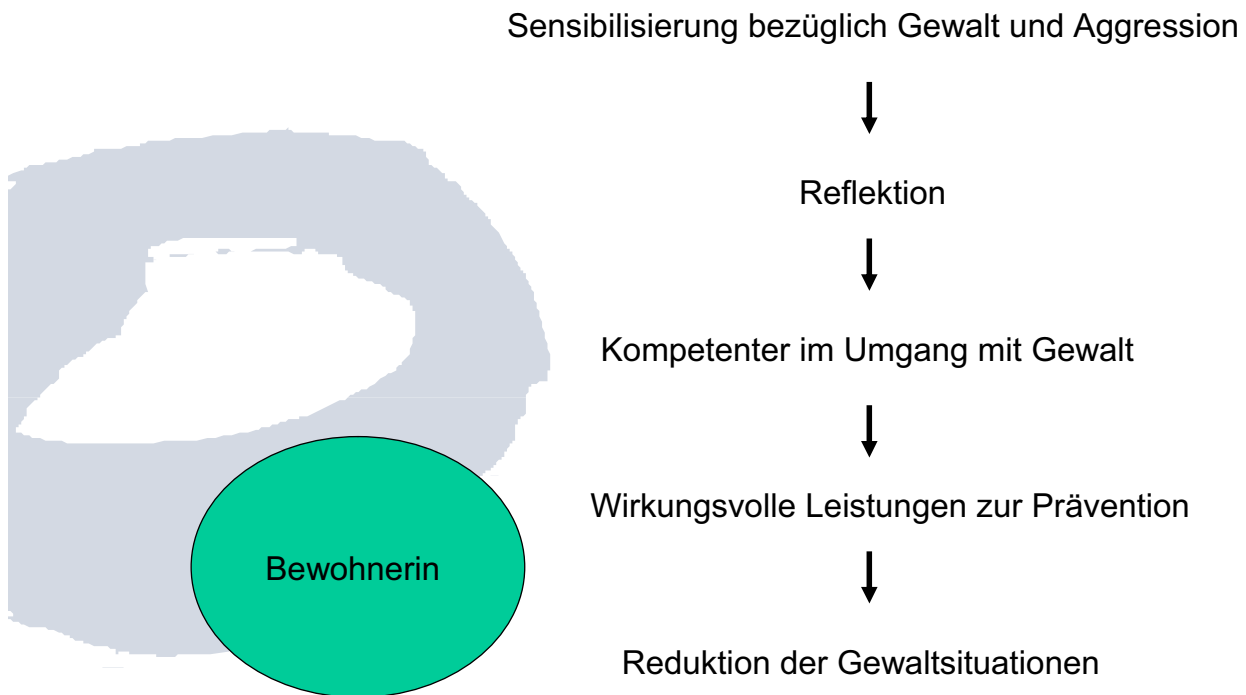 Sensibilisierung bezüglich Gewalt und Aggression
Reflektion
Kompetenter im Umgang mit Gewalt
Wirkungsvolle Leistungen zur Prävention
Bewohnerin
Reduktion der Gewaltsituationen